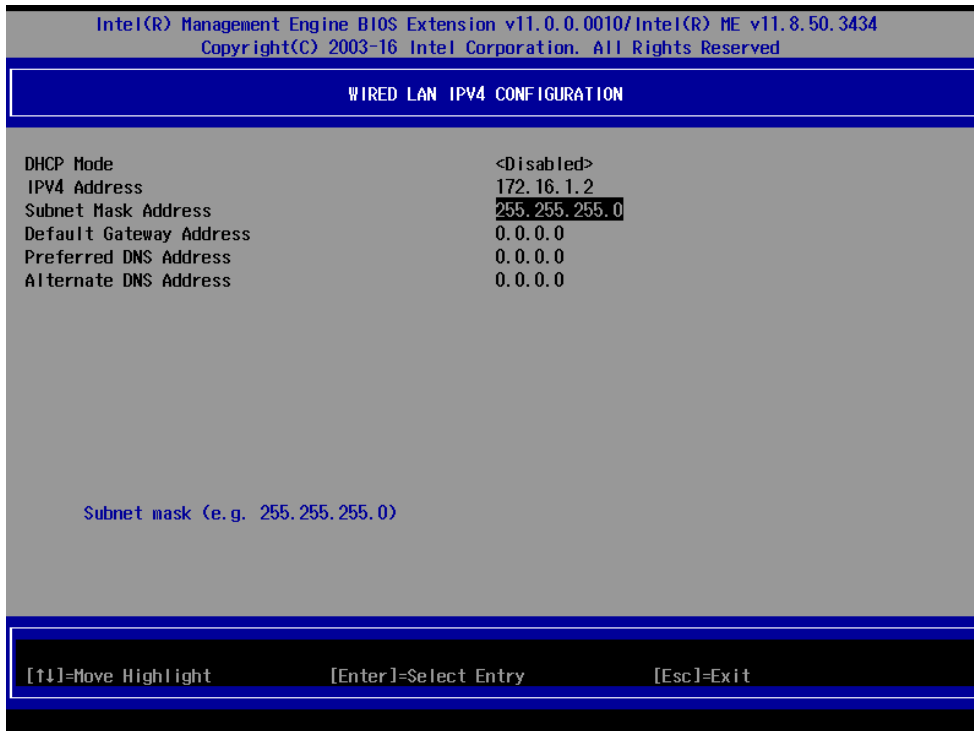 Intel(R) Management Engine BIOS Extension v11.0.0.0010/Intel(R) ME v11.8.50.3434
Copyright(C) 2003-16 Intel Corporation. All Rights Reserved
WIRED LAN IPV4 CONFIGURATION
DHCP Mode <Disabled>
IPV4 Address 172.16.1.2
Subnet Mask Address 255.255.255.0
Default Gateway Address 0.0.0.0
Preferred DNS Address 0.0.0.0
Alternate DNS Address 0.0.0.0
Subnet mask (e.g. 255.255.255.0)
[↑↓]=Move Highlight [Enter]=Select Entry [Esc]=Exit